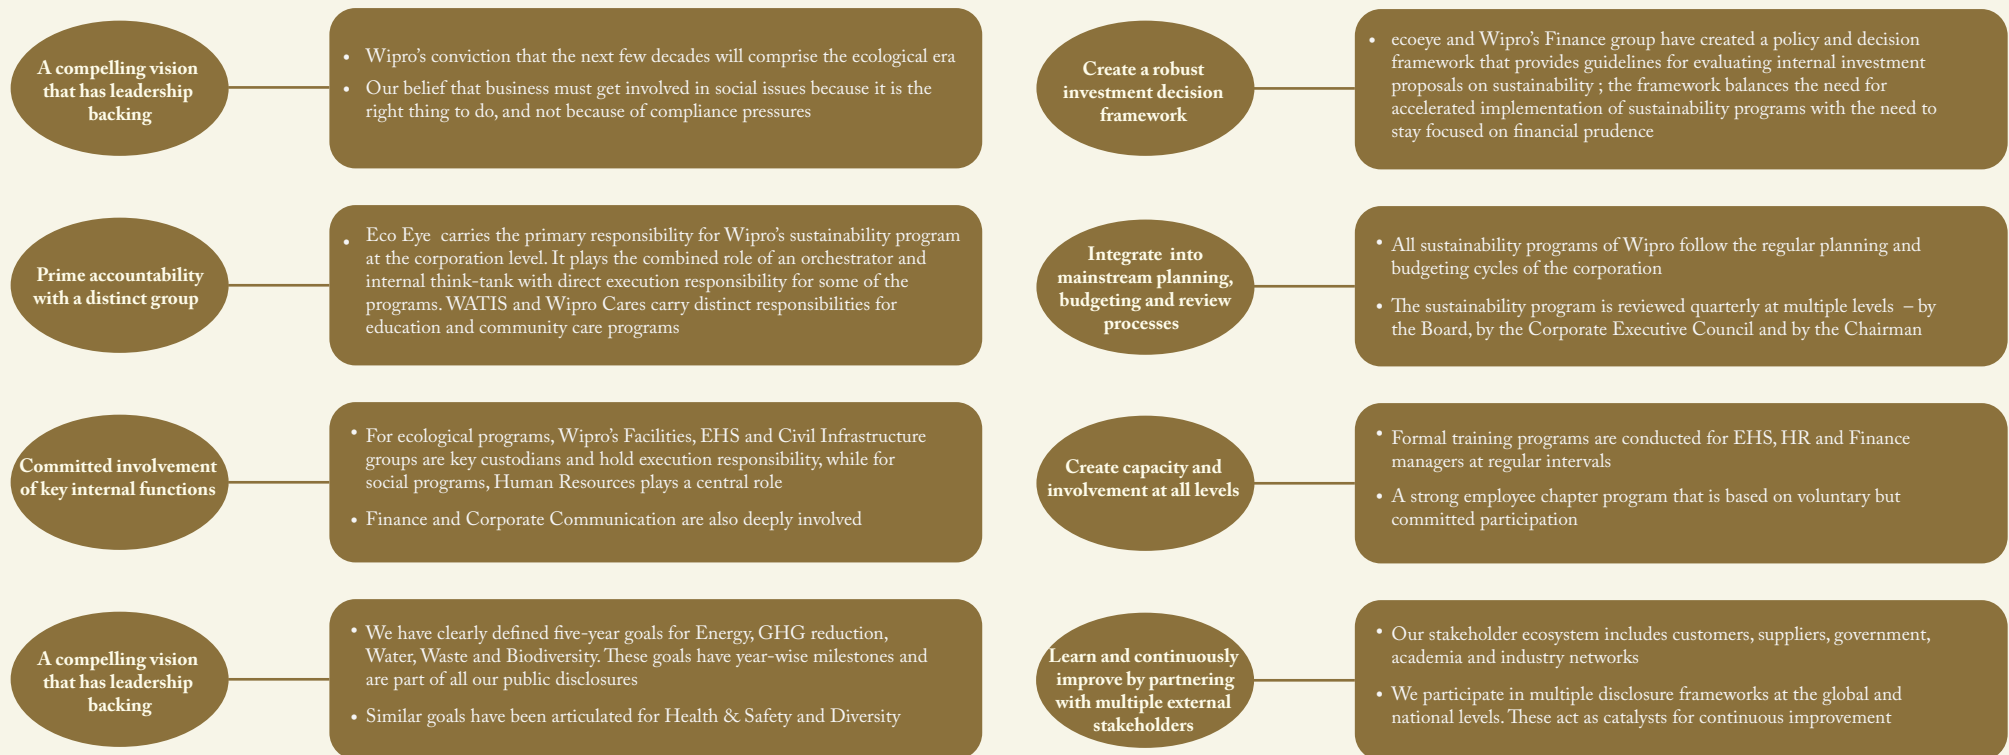 A compelling vision
that has leadership
backing
• Wipro’s conviction that the next few decades will comprise the ecological era
• Our belief that business must get involved in social issues because it is the
right thing to do, and not because of compliance pressures
Prime accountability
with a distinct group
• Eco Eye carries the primary responsibility for Wipro’s sustainability program
at the corporation level. It plays the combined role of an orchestrator and
internal think-tank with direct execution responsibility for some of the
programs. WATIS and Wipro Cares carry distinct responsibilities for
education and community care programs
Committed involvement
of key internal functions
• For ecological programs, Wipro’s Facilities, EHS and Civil Infrastructure
groups are key custodians and hold execution responsibility, while for
social programs, Human Resources plays a central role
• Finance and Corporate Communication are also deeply involved
A compelling vision
that has leadership
backing
• We have clearly defined five-year goals for Energy, GHG reduction,
Water, Waste and Biodiversity. These goals have year-wise milestones and
are part of all our public disclosures
• Similar goals have been articulated for Health & Safety and Diversity
Create a robust
investment decision
framework
• ecoeye and Wipro’s Finance group have created a policy and decision
framework that provides guidelines for evaluating internal investment
proposals on sustainability ; the framework balances the need for
accelerated implementation of sustainability programs with the need to
stay focused on financial prudence
Integrate into
mainstream planning,
budgeting and review
processes
• All sustainability programs of Wipro follow the regular planning and
budgeting cycles of the corporation
• The sustainability program is reviewed quarterly at multiple levels – by
the Board, by the Corporate Executive Council and by the Chairman
Create capacity and
involvement at all levels
• Formal training programs are conducted for EHS, HR and Finance
managers at regular intervals
• A strong employee chapter program that is based on voluntary but
committed participation
Learn and continuously
improve by partnering
with multiple external
stakeholders
• Our stakeholder ecosystem includes customers, suppliers, government,
academia and industry networks
• We participate in multiple disclosure frameworks at the global and
national levels. These act as catalysts for continuous improvement